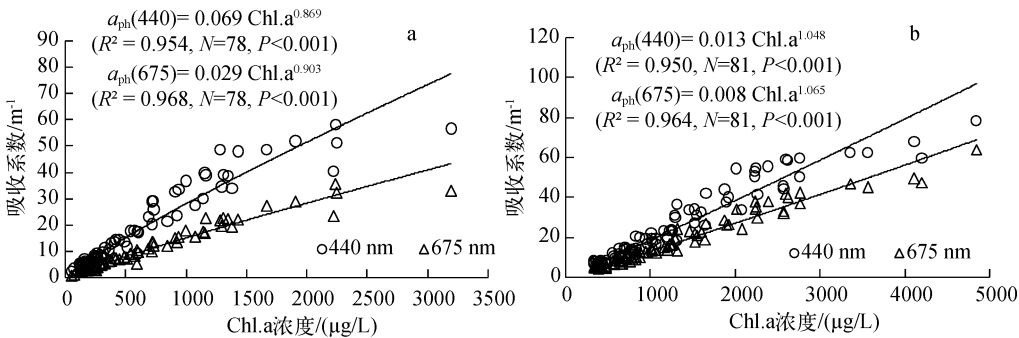 aph(440)= 0.069 Chl.a0.869
(R² = 0.954, N=78, P<0.001)
aph(675)= 0.029 Chl.a0.903
(R² = 0.968, N=78, P<0.001)
a
90
80
70
60
50
40
30
20
10
0
吸收系数/m-1
○440 nm △675 nm
0 500 1000 1500 2000 2500 3000 3500
Chl.a浓度/(μg/L)
aph(440)= 0.013 Chl.a1.048
(R² = 0.950, N=81, P<0.001)
aph(675)= 0.008 Chl.a1.065
(R² = 0.964, N=81, P<0.001)
b
120
100
80
60
40
20
0
吸收系数/m-1
○440 nm △675 nm
0 1000 2000 3000 4000 5000
Chl.a浓度/(μg/L)